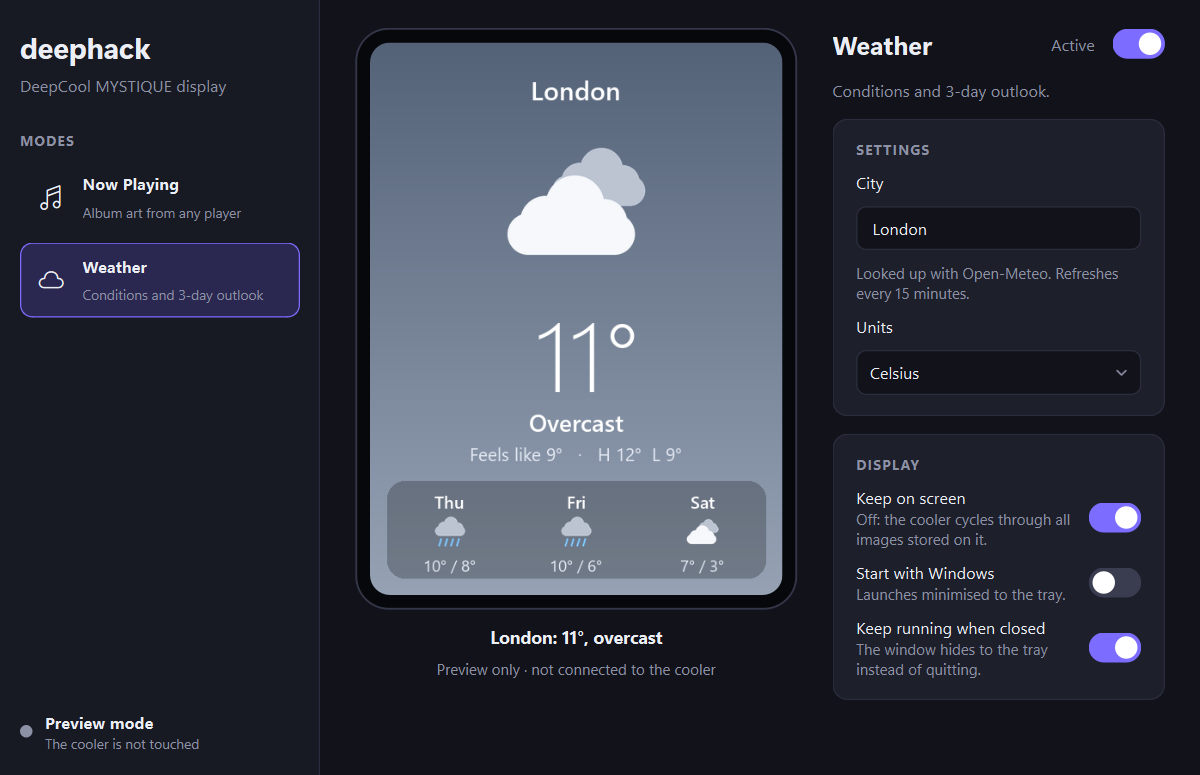 deephack
DeepCool MYSTIQUE display
MODES
Now Playing
Album art from any player
Weather
Conditions and 3-day outlook
Preview mode
The cooler is not touched
London
11°
Overcast
Feels like 9° · H 12° L 9°
Thu Fri Sat
10° / 8° 10° / 6° 7° / 3°
London: 11°, overcast
Preview only · not connected to the cooler
Weather Active
Conditions and 3-day outlook.
SETTINGS
City
London
Looked up with Open-Meteo. Refreshes
every 15 minutes.
Units
Celsius
DISPLAY
Keep on screen
Off: the cooler cycles through all
images stored on it.
Start with Windows
Launches minimised to the tray.
Keep running when closed
The window hides to the tray
instead of quitting.